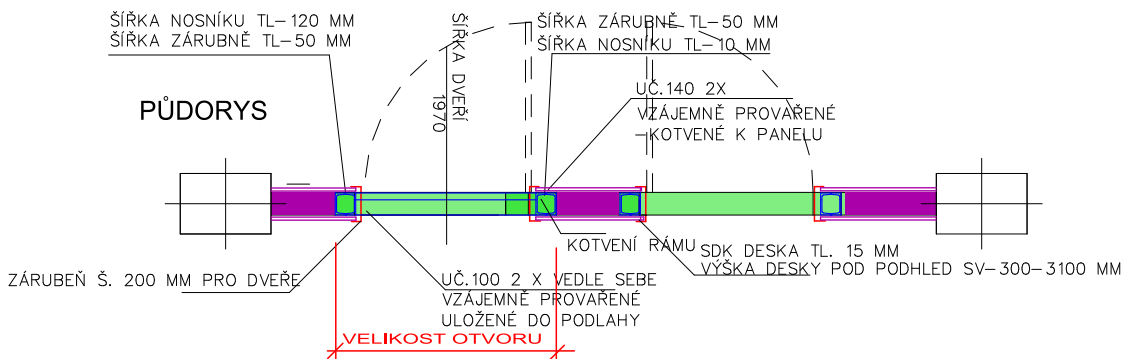 ŠÍŘKA NOSNÍKU TL-120 MM
ŠÍŘKA ZÁRUBNĚ TL-50 MM
ŠÍŘKA DVEŘÍ
1970
ŠÍŘKA ZÁRUBNĚ TL-50 MM
ŠÍŘKA NOSNÍKU TL-10 MM
PŮDORYS
UČ.140 2X
VZÁJEMNĚ PROVAŘENÉ
-KOTVENÉ K PANELU
KOTVENÍ RÁMU
SDK DESKA TL. 15 MM
VÝŠKA DESKY POD PODHLED SV-300-3100 MM
ZÁRUBEŇ Š. 200 MM PRO DVEŘE
UČ.100 2 X VEDLE SEBE
VZÁJEMNĚ PROVAŘENÉ
ULOŽENÉ DO PODLAHY
VELIKOST OTVORU